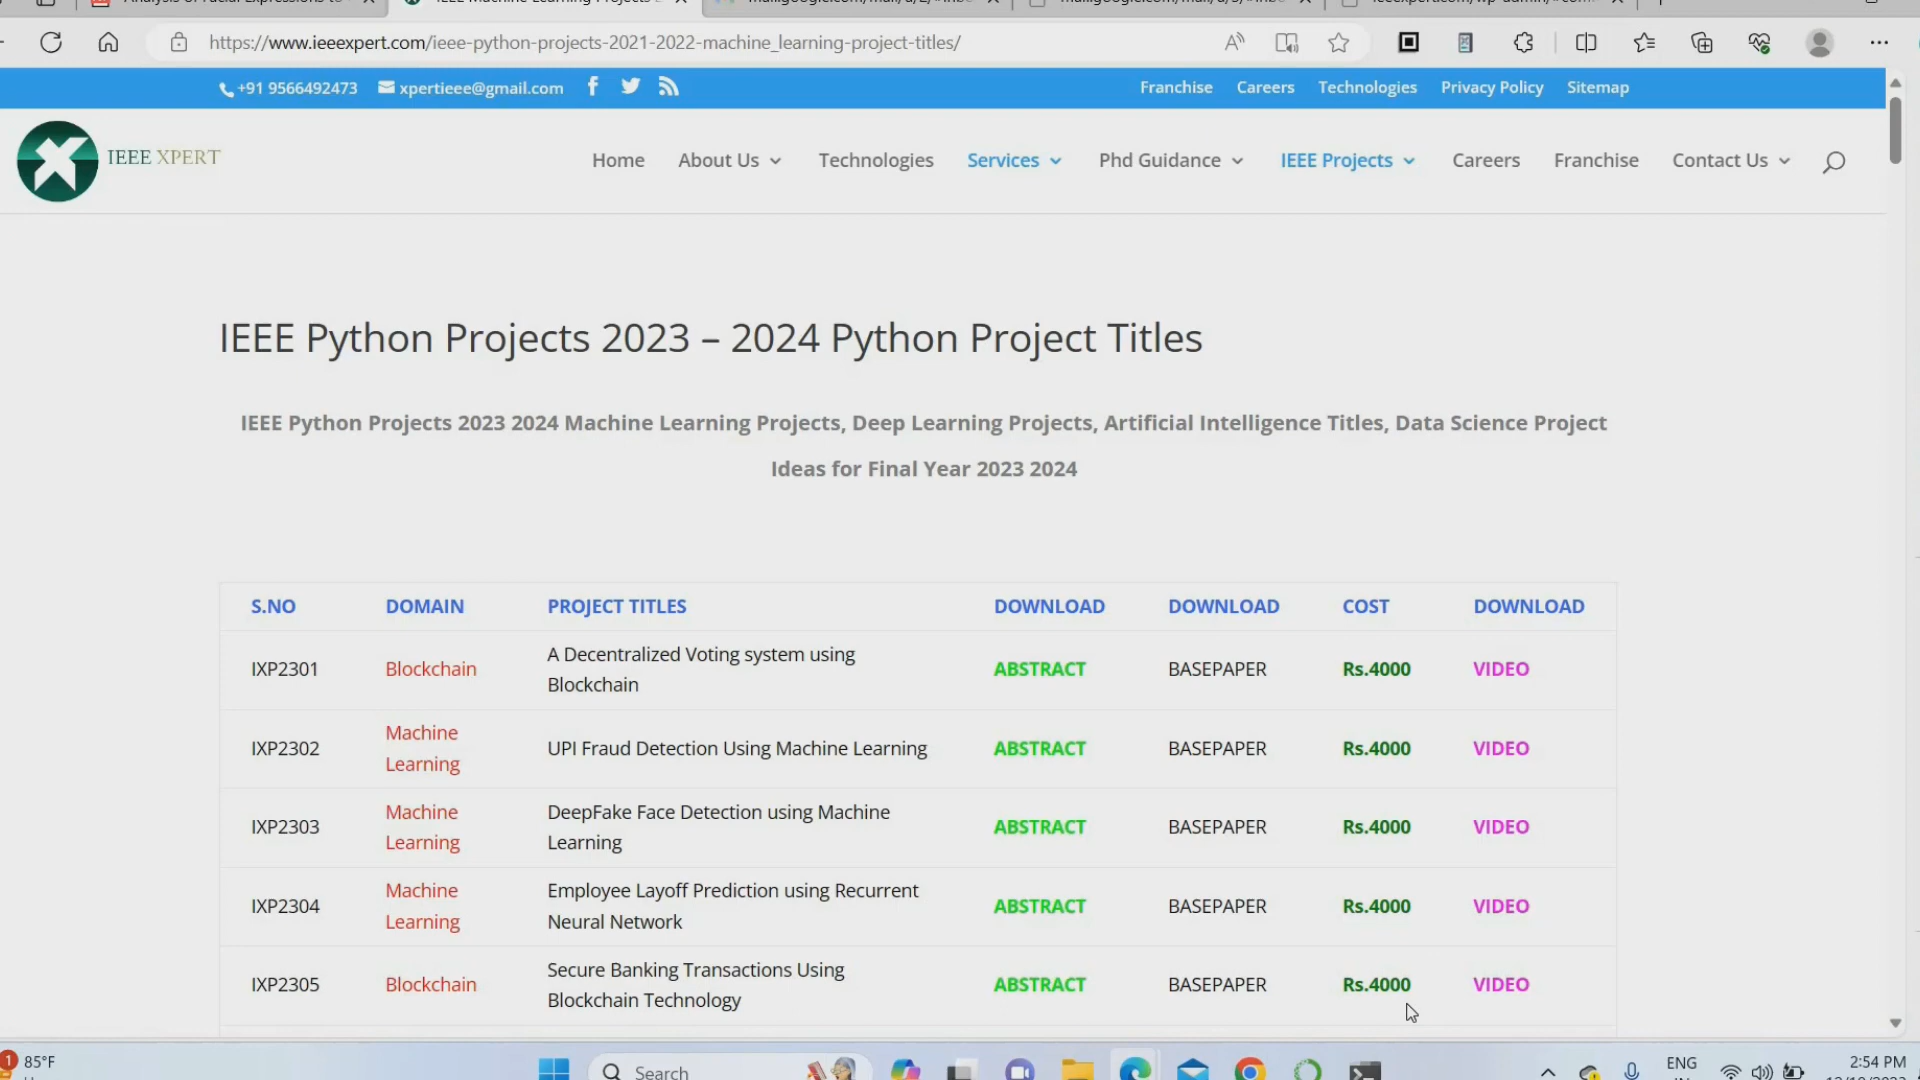 https://www.ieeexpert.com/ieee-python-projects-2021-2022-machine_learning-project-titles/
+91 9566492473 xpertieee@gmail.com Franchise Careers Technologies Privacy Policy Sitemap
IEEE XPERT Home About Us Technologies Services Phd Guidance IEEE Projects Careers Franchise Contact Us
IEEE Python Projects 2023 – 2024 Python Project Titles
IEEE Python Projects 2023 2024 Machine Learning Projects, Deep Learning Projects, Artificial Intelligence Titles, Data Science Project
Ideas for Final Year 2023 2024
S.NO DOMAIN PROJECT TITLES DOWNLOAD DOWNLOAD COST DOWNLOAD
IXP2301 Blockchain A Decentralized Voting system using
Blockchain ABSTRACT BASEPAPER Rs.4000 VIDEO
IXP2302 Machine
Learning UPI Fraud Detection Using Machine Learning ABSTRACT BASEPAPER Rs.4000 VIDEO
IXP2303 Machine
Learning DeepFake Face Detection using Machine
Learning ABSTRACT BASEPAPER Rs.4000 VIDEO
IXP2304 Machine
Learning Employee Layoff Prediction using Recurrent
Neural Network ABSTRACT BASEPAPER Rs.4000 VIDEO
IXP2305 Blockchain Secure Banking Transactions Using
Blockchain Technology ABSTRACT BASEPAPER Rs.4000 VIDEO
1 85°F Search ENG 2:54 PM